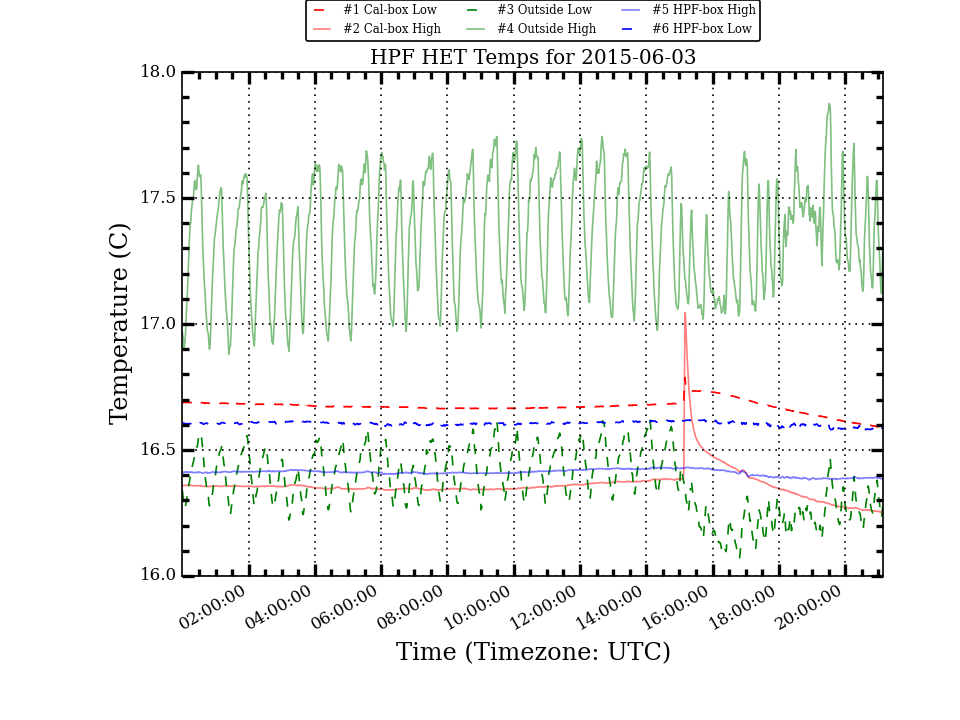 #1 Cal-box Low #3 Outside Low #5 HPF-box High
#2 Cal-box High #4 Outside High #6 HPF-box Low
HPF HET Temps for 2015-06-03
18.0
17.5
17.0
16.5
16.0
Temperature (C)
02:00:00 04:00:00 06:00:00 08:00:00 10:00:00 12:00:00 14:00:00 16:00:00 18:00:00 20:00:00
Time (Timezone: UTC)